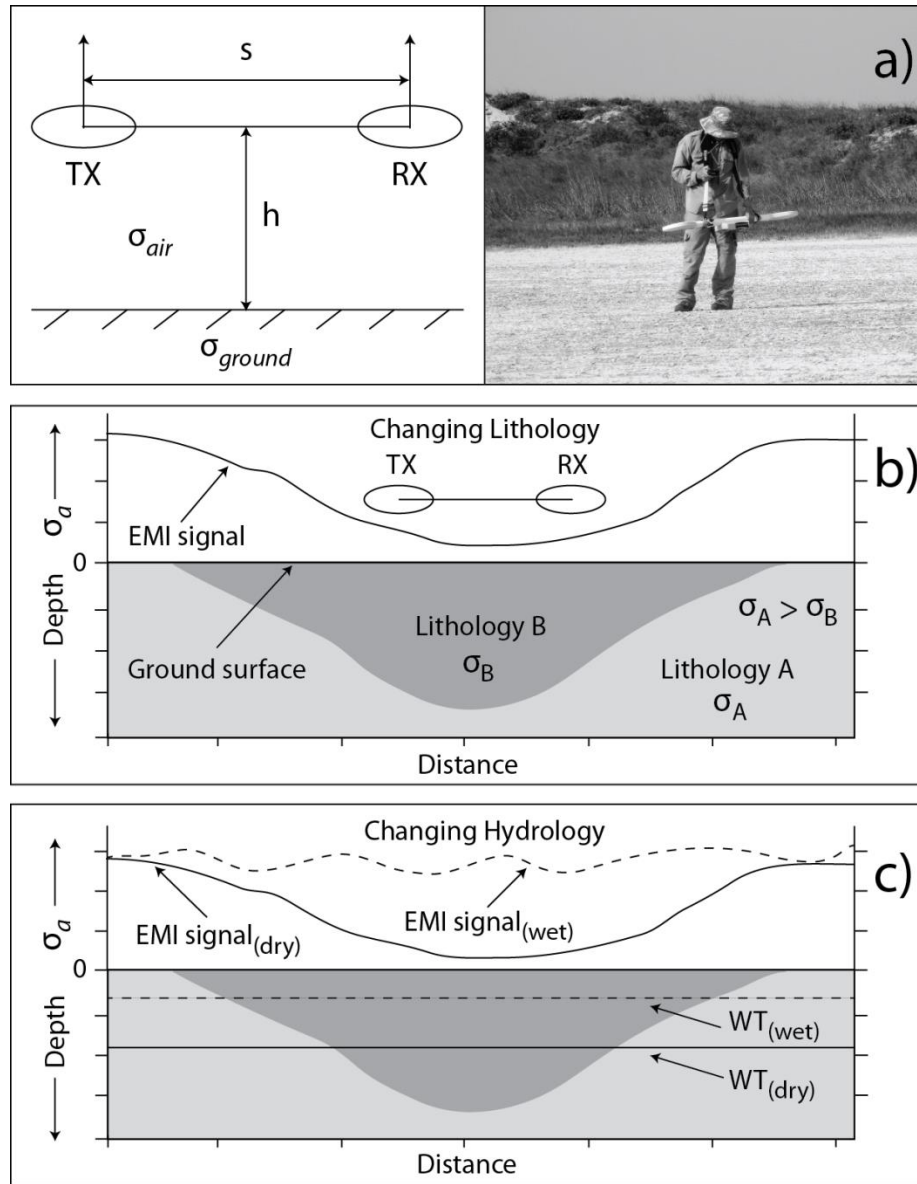 s
a)
TX
RX
h
σair
σground
Changing Lithology
b)
TX
RX
σa
EMI signal
0
Depth
Lithology B
σB
σA > σB
Ground surface
Lithology A
σA
Distance
Changing Hydrology
c)
σa
EMI signal(dry)
EMI signal(wet)
0
Depth
WT(wet)
WT(dry)
Distance